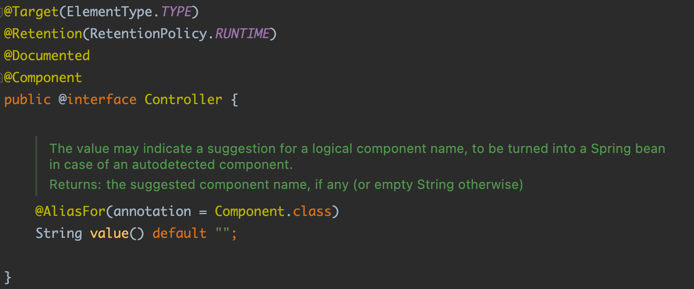 @Target(ElementType.TYPE)
@Retention(RetentionPolicy.RUNTIME)
@Documented
@Component
public @interface Controller {
The value may indicate a suggestion for a logical component name, to be turned into a Spring bean
in case of an autodetected component.
Returns: the suggested component name, if any (or empty String otherwise)
@AliasFor(annotation = Component.class)
String value() default "";
}